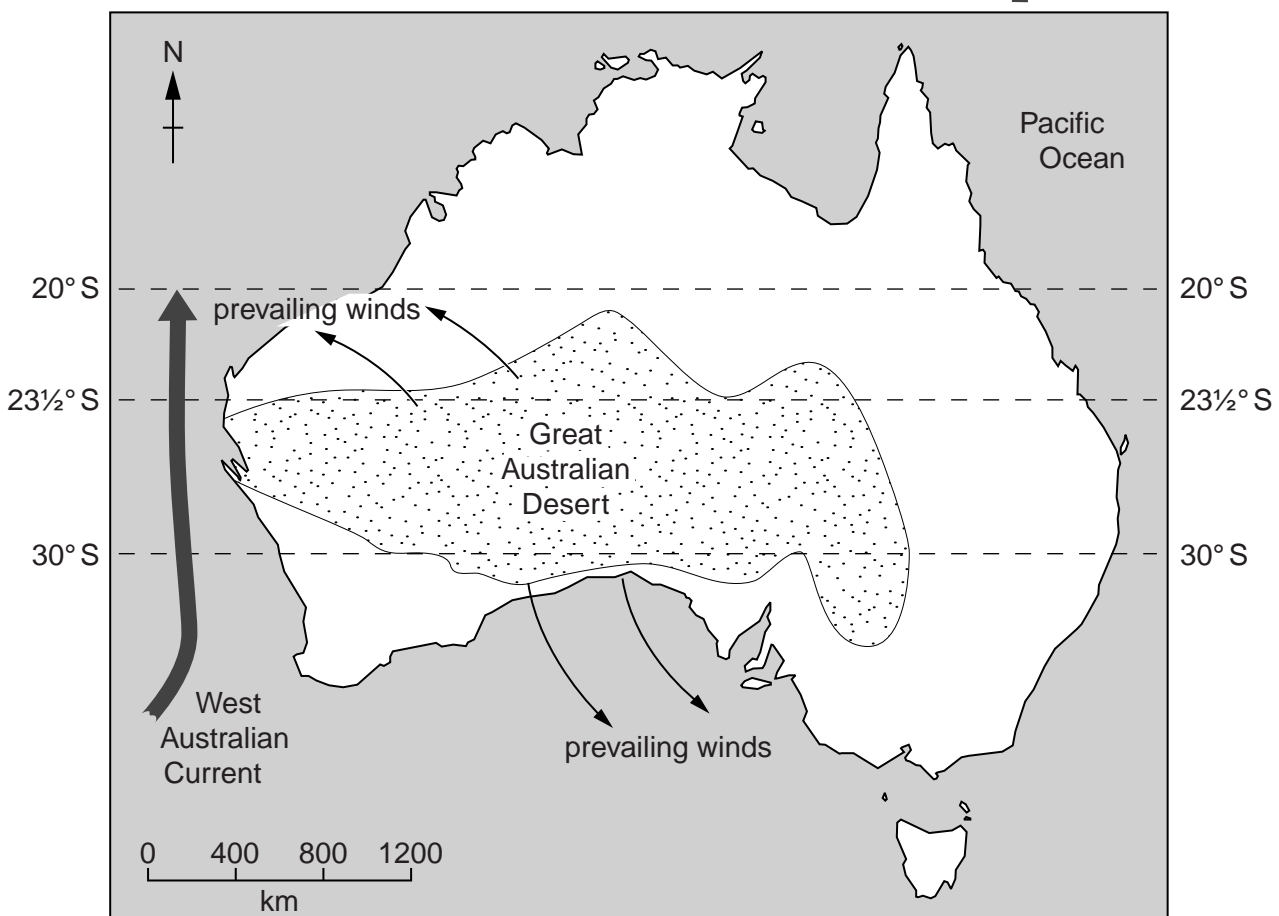 N
Pacific
Ocean
20° S
20° S
prevailing winds
23½° S
23½° S
Great
Australian
Desert
30° S
30° S
West
Australian
Current
prevailing winds
0 400 800 1200
km